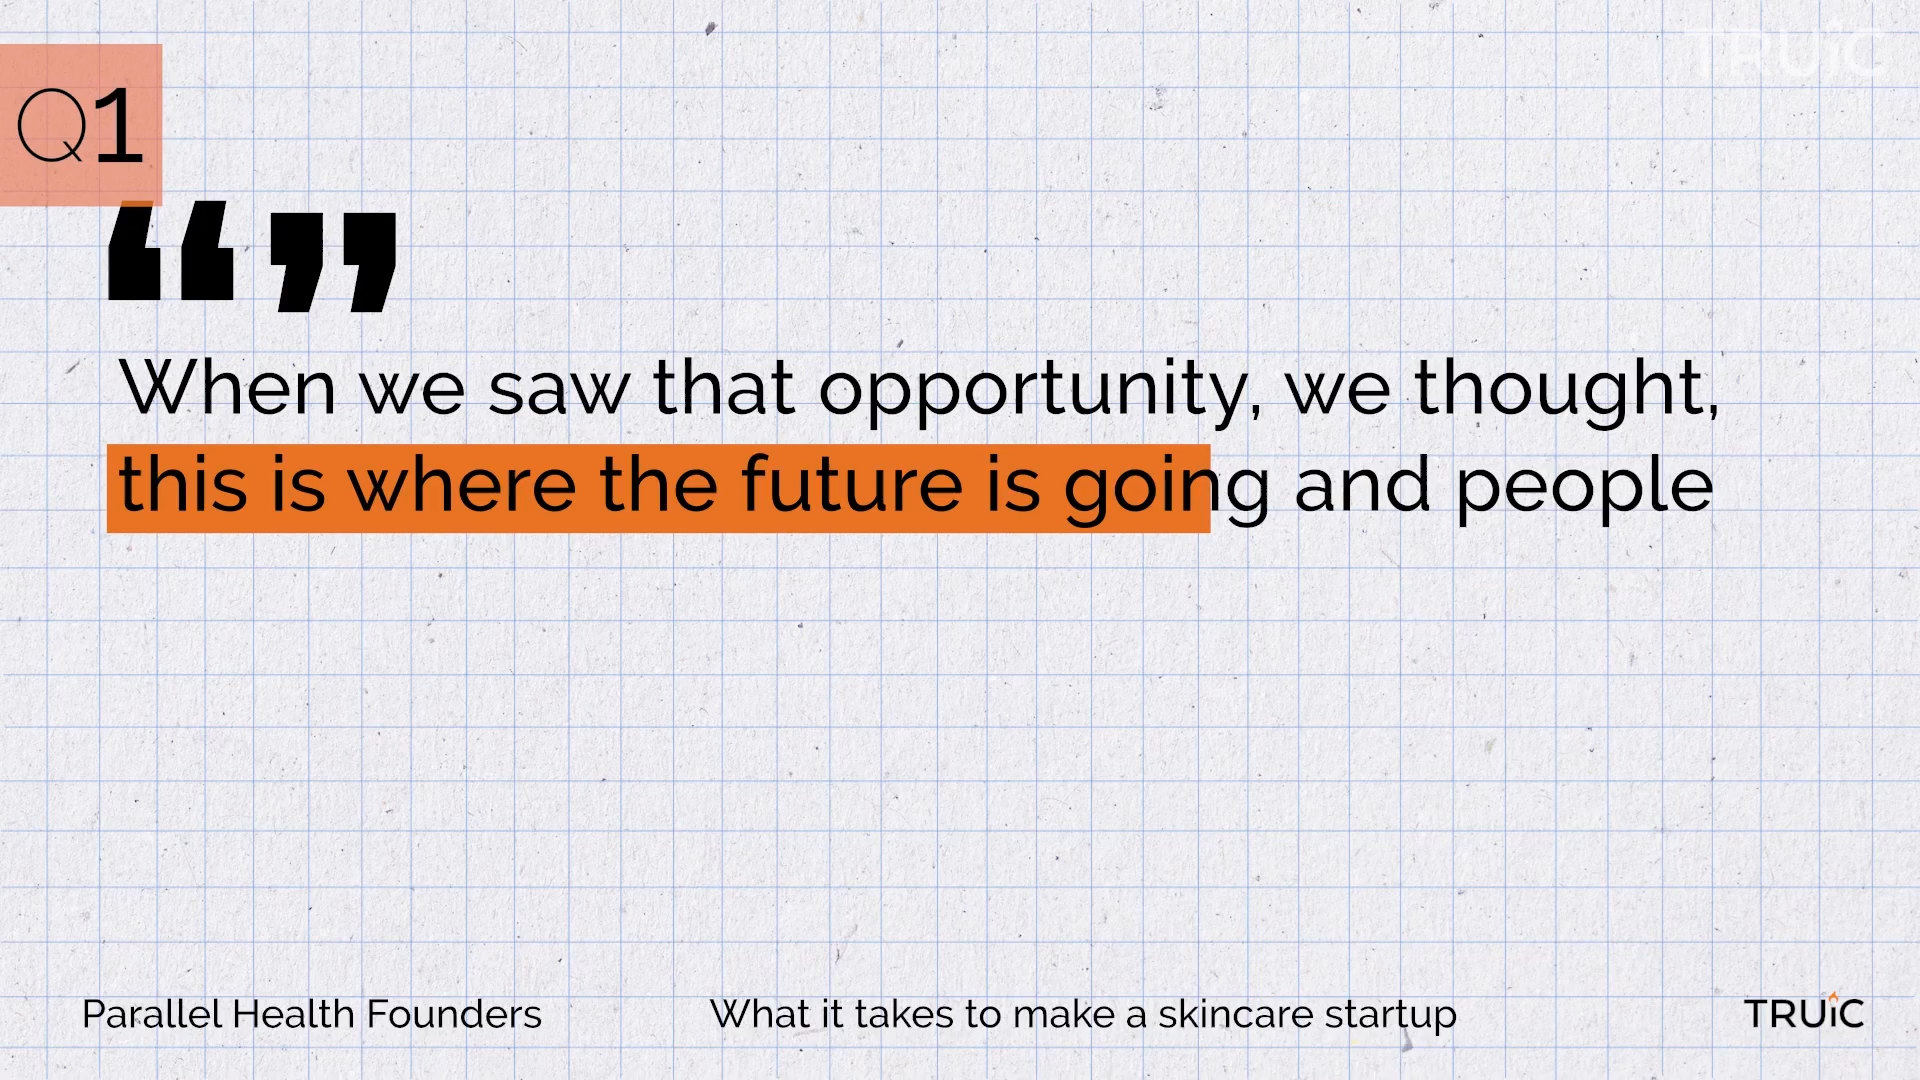 TRUiC
Q1
“”
When we saw that opportunity, we thought,
this is where the future is going and people
Parallel Health Founders
What it takes to make a skincare startup
TRUiC